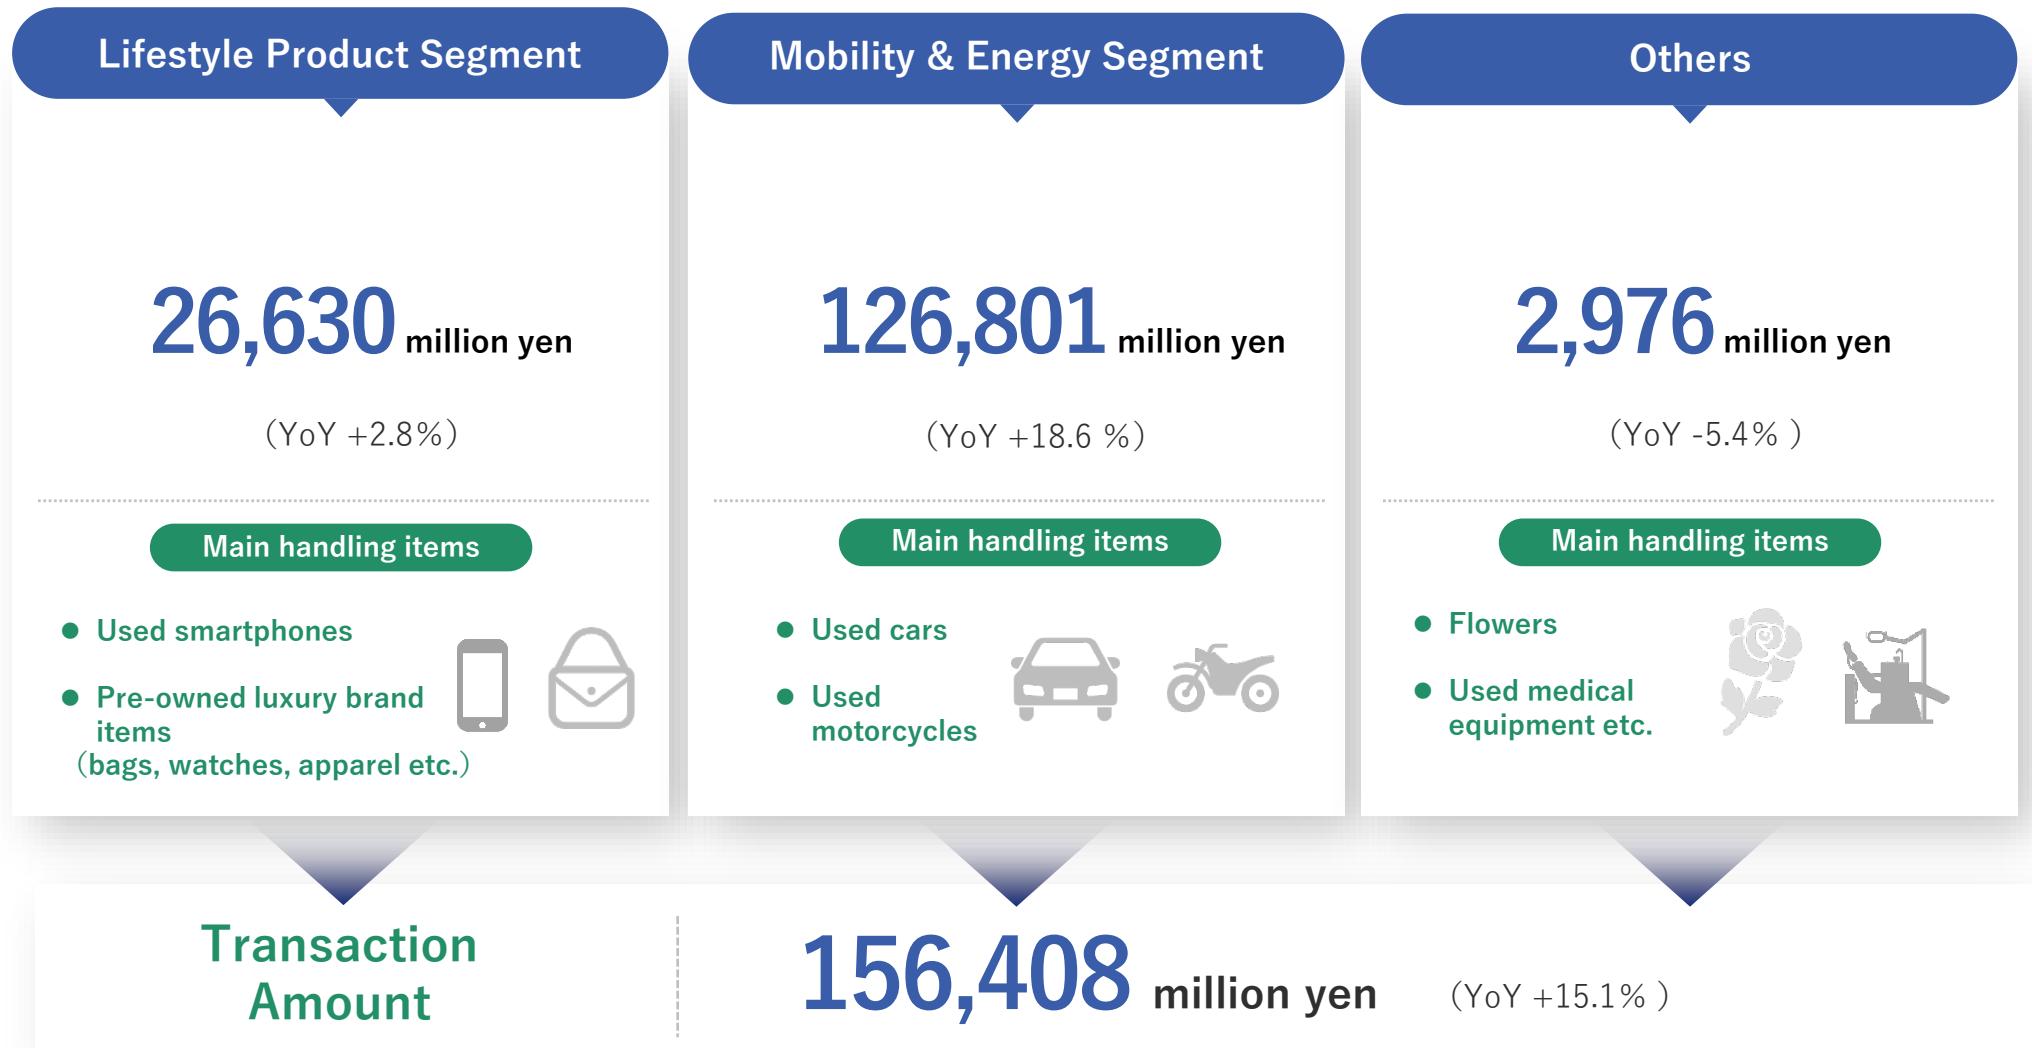 Lifestyle Product Segment
26,630 million yen
(YoY +2.8%)
Main handling items
● Used smartphones
● Pre-owned luxury brand
items
(bags, watches, apparel etc.)
Mobility & Energy Segment
126,801 million yen
(YoY +18.6 %)
Main handling items
● Used cars
● Used
motorcycles
Others
2,976 million yen
(YoY -5.4% )
Main handling items
● Flowers
● Used medical
equipment etc.
Transaction
Amount
156,408 million yen (YoY +15.1% )